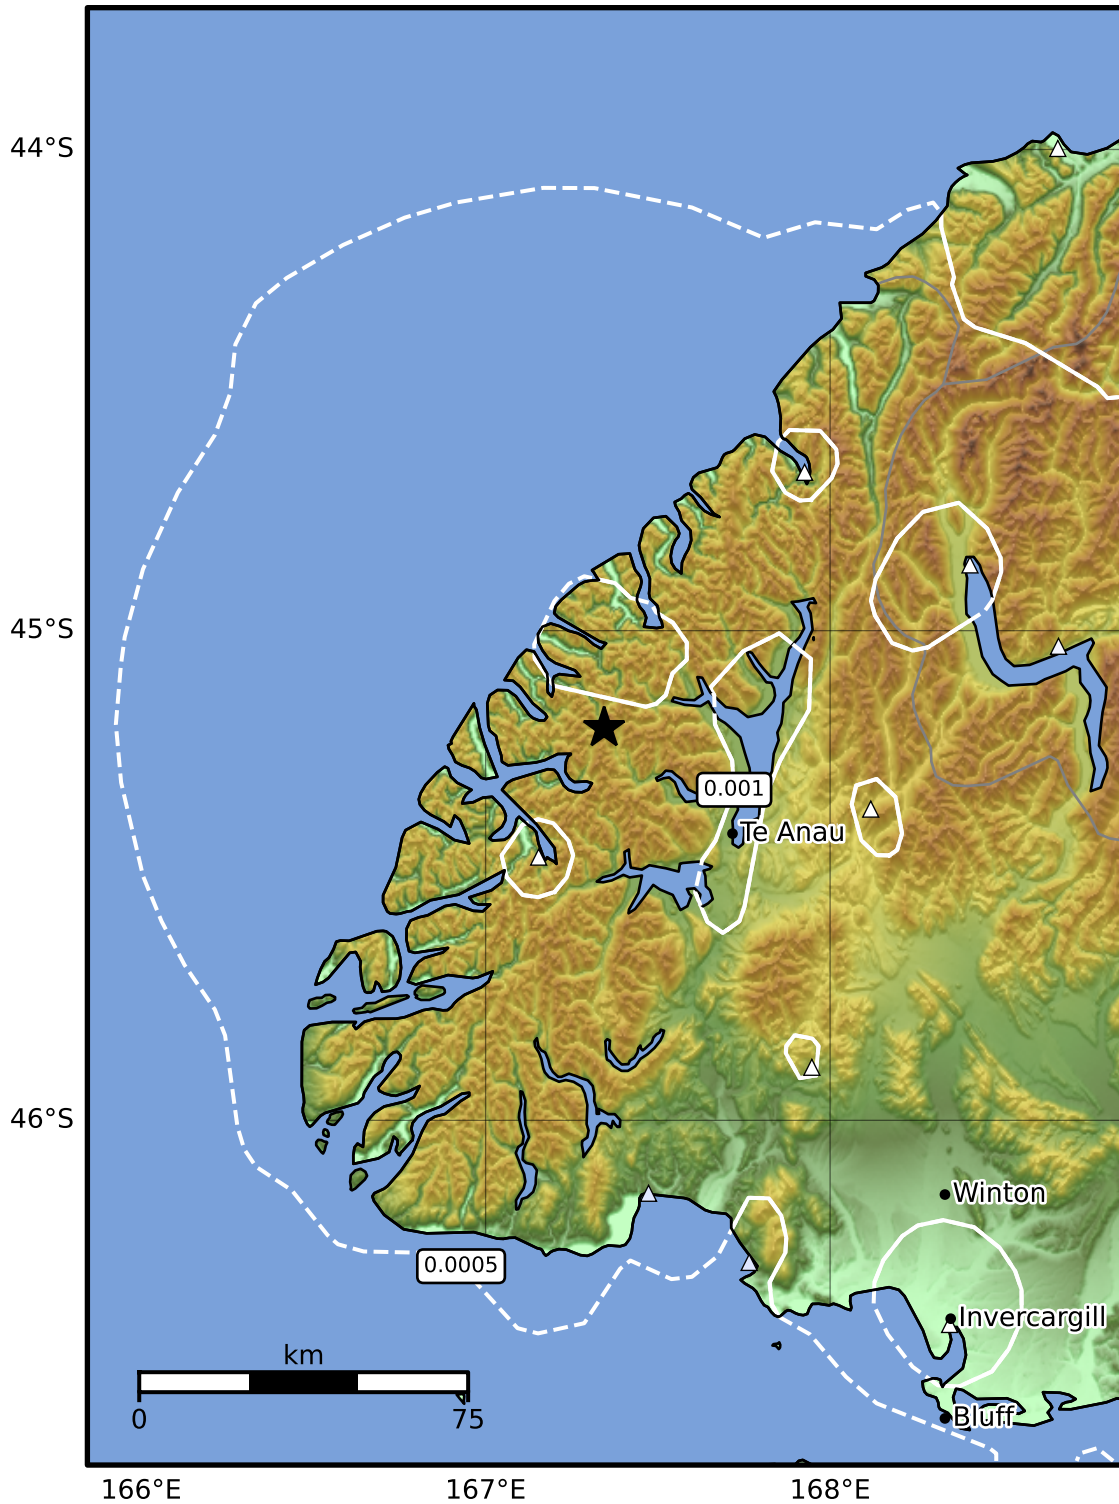 44°S
45°S
0.001
Te Anau
46°S
Winton
0.0005
Invercargill
km
0 75
Bluff
166°E 167°E 168°E